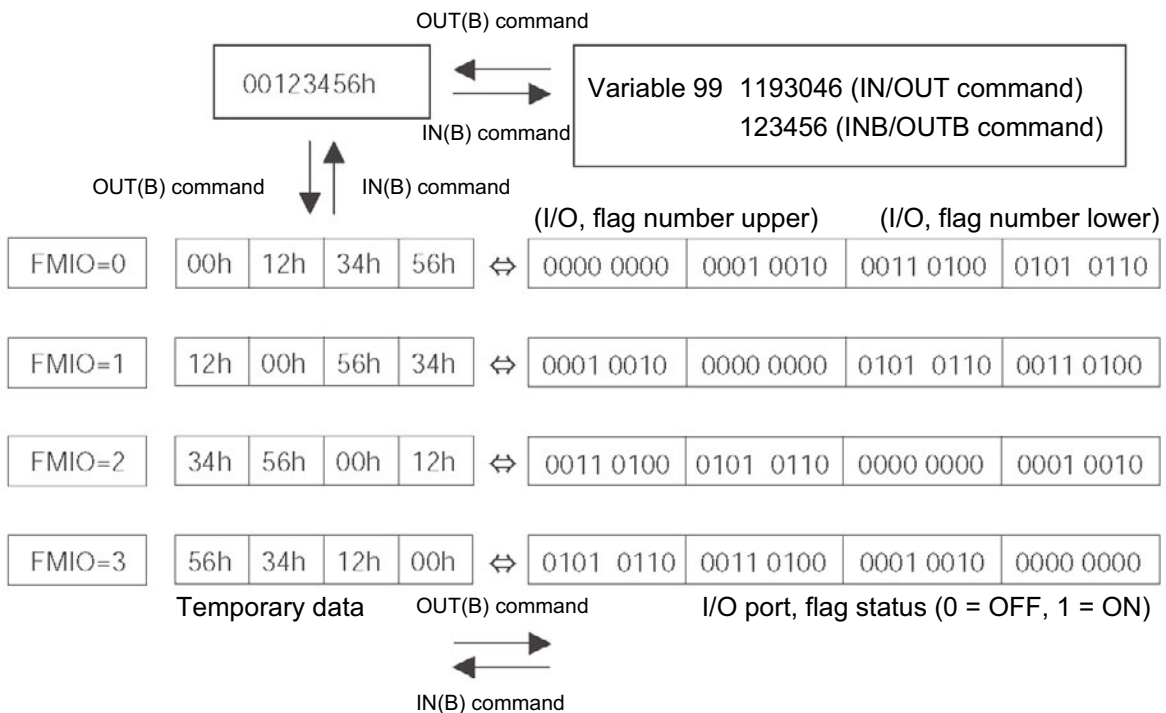 OUT(B) command
00123456h
Variable 99 1193046 (IN/OUT command)
123456 (INB/OUTB command)
IN(B) command
OUT(B) command IN(B) command
(I/O, flag number upper) (I/O, flag number lower)
FMIO=0 00h 12h 34h 56h ⇔ 0000 0000 0001 0010 0011 0100 0101 0110
FMIO=1 12h 00h 56h 34h ⇔ 0001 0010 0000 0000 0101 0110 0011 0100
FMIO=2 34h 56h 00h 12h ⇔ 0011 0100 0101 0110 0000 0000 0001 0010
FMIO=3 56h 34h 12h 00h ⇔ 0101 0110 0011 0100 0001 0010 0000 0000
Temporary data OUT(B) command I/O port, flag status (0 = OFF, 1 = ON)
IN(B) command